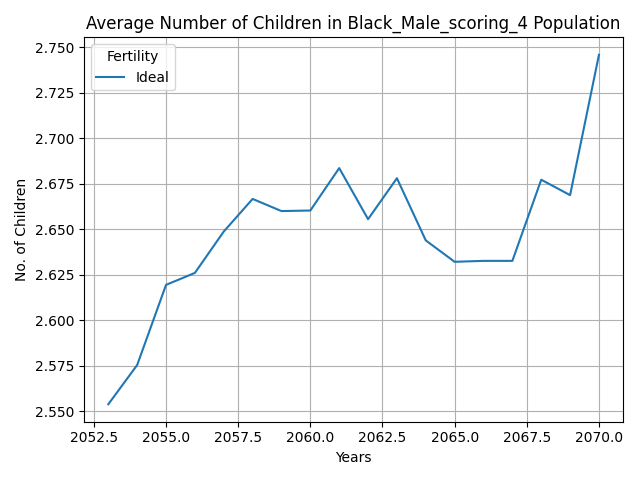 Average Number of Children in Black_Male_scoring_4 Population
Fertility
Ideal
No. of Children
2.750
2.725
2.700
2.675
2.650
2.625
2.600
2.575
2.550
2052.5 2055.0 2057.5 2060.0 2062.5 2065.0 2067.5 2070.0
Years